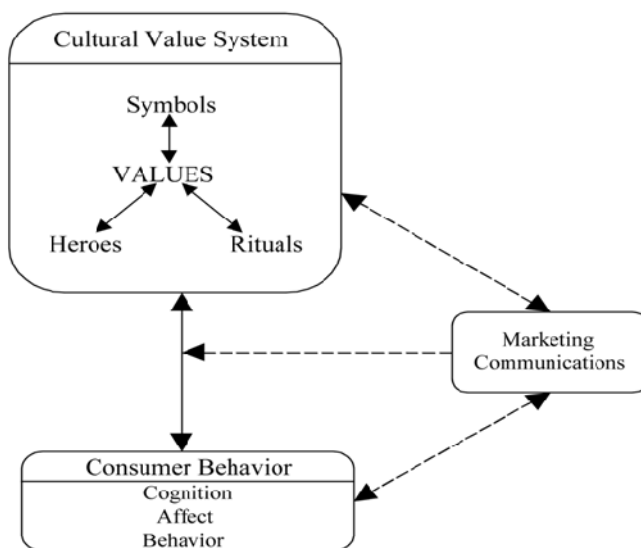 Cultural Value System
Symbols
VALUES
Heroes Rituals
Marketing
Communications
Consumer Behavior
Cognition
Affect
Behavior